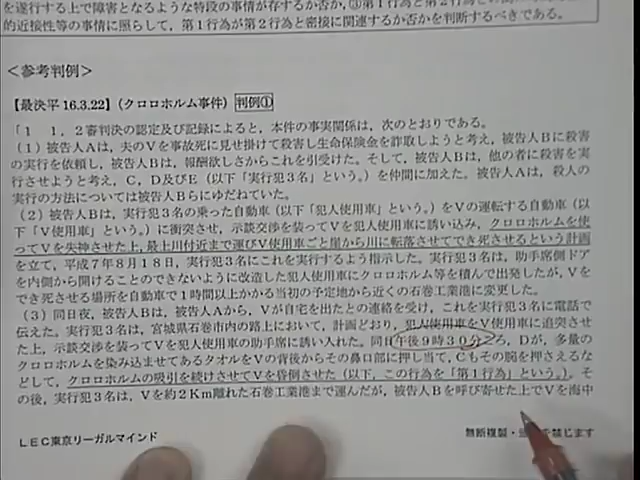 を遂行する上で障害となるような特段の事情が存するか否か、③第1行為と第2行為との
的近接性等の事情に照らして、第1行為が第2行為と密接に関連するか否かを判断するべきである。
＜参考判例＞
【最決平16.3.22】(クロロホルム事件) 判例①
「1 1, 2審判決の認定及び記録によると、本件の事実関係は、次のとおりである。
(1) 被告人Aは、夫のVを事故死に見せ掛けて殺害し生命保険金を詐取しようと考え、被告人Bに殺害
の実行を依頼し、被告人Bは、報酬欲しさからこれを引受けた。そして、被告人Bは、他の者に殺害を実
行させようと考え、C, D及びE（以下「実行犯3名」という。）を仲間に加えた。被告人Aは、殺人の
実行の方法については被告人Bらにゆだねていた。
(2) 被告人Bは、実行犯3名の乗った自動車（以下「犯人使用車」という。）をVの運転する自動車（以
下「V使用車」という。）に衝突させ、示談交渉を装ってVを犯人使用車に誘い込み、クロロホルムを使
ってVを失神させた上、最上川付近まで運びV使用車ごと崖から川に転落させてでき死させるという計画
を立て、平成7年8月18日、実行犯3名にこれを実行するよう指示した。実行犯3名は、助手席側ドア
を内側から開けることのできないように改造した犯人使用車にクロロホルム等を積んで出発したが、Vを
でき死させる場所を自動車で1時間以上かかる当初の予定地から近くの石巻工業港に変更した。
(3) 同日夜、被告人Bは、被告人Aから、Vが自宅を出たとの連絡を受け、これを実行犯3名に電話で
伝えた。実行犯3名は、宮城県石巻市内の路上において、計画どおり、犯人使用車をV使用車に追突させ
た上、示談交渉を装ってVを犯人使用車の助手席に誘い入れた。同日午後9時30分ころ、Dが、多量の
クロロホルムを染み込ませてあるタオルをVの背後からその鼻口部に押し当て、Cもその腕を押さえるな
どして、クロロホルムの吸引を続けさせてVを昏倒させた（以下、この行為を「第1行為」という。）。そ
の後、実行犯3名は、Vを約2Km離れた石巻工業港まで運んだが、被告人Bを呼び寄せた上でVを海中
LEC東京リーガルマインド
無断複製・を禁じます